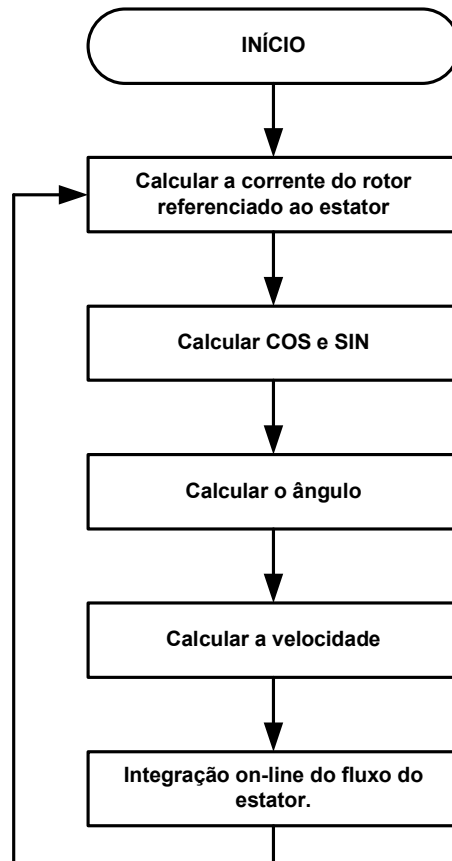 INÍCIO
Calcular a corrente do rotor
referenciado ao estator
Calcular COS e SIN
Calcular o ângulo
Calcular a velocidade
Integração on-line do fluxo do
estator.